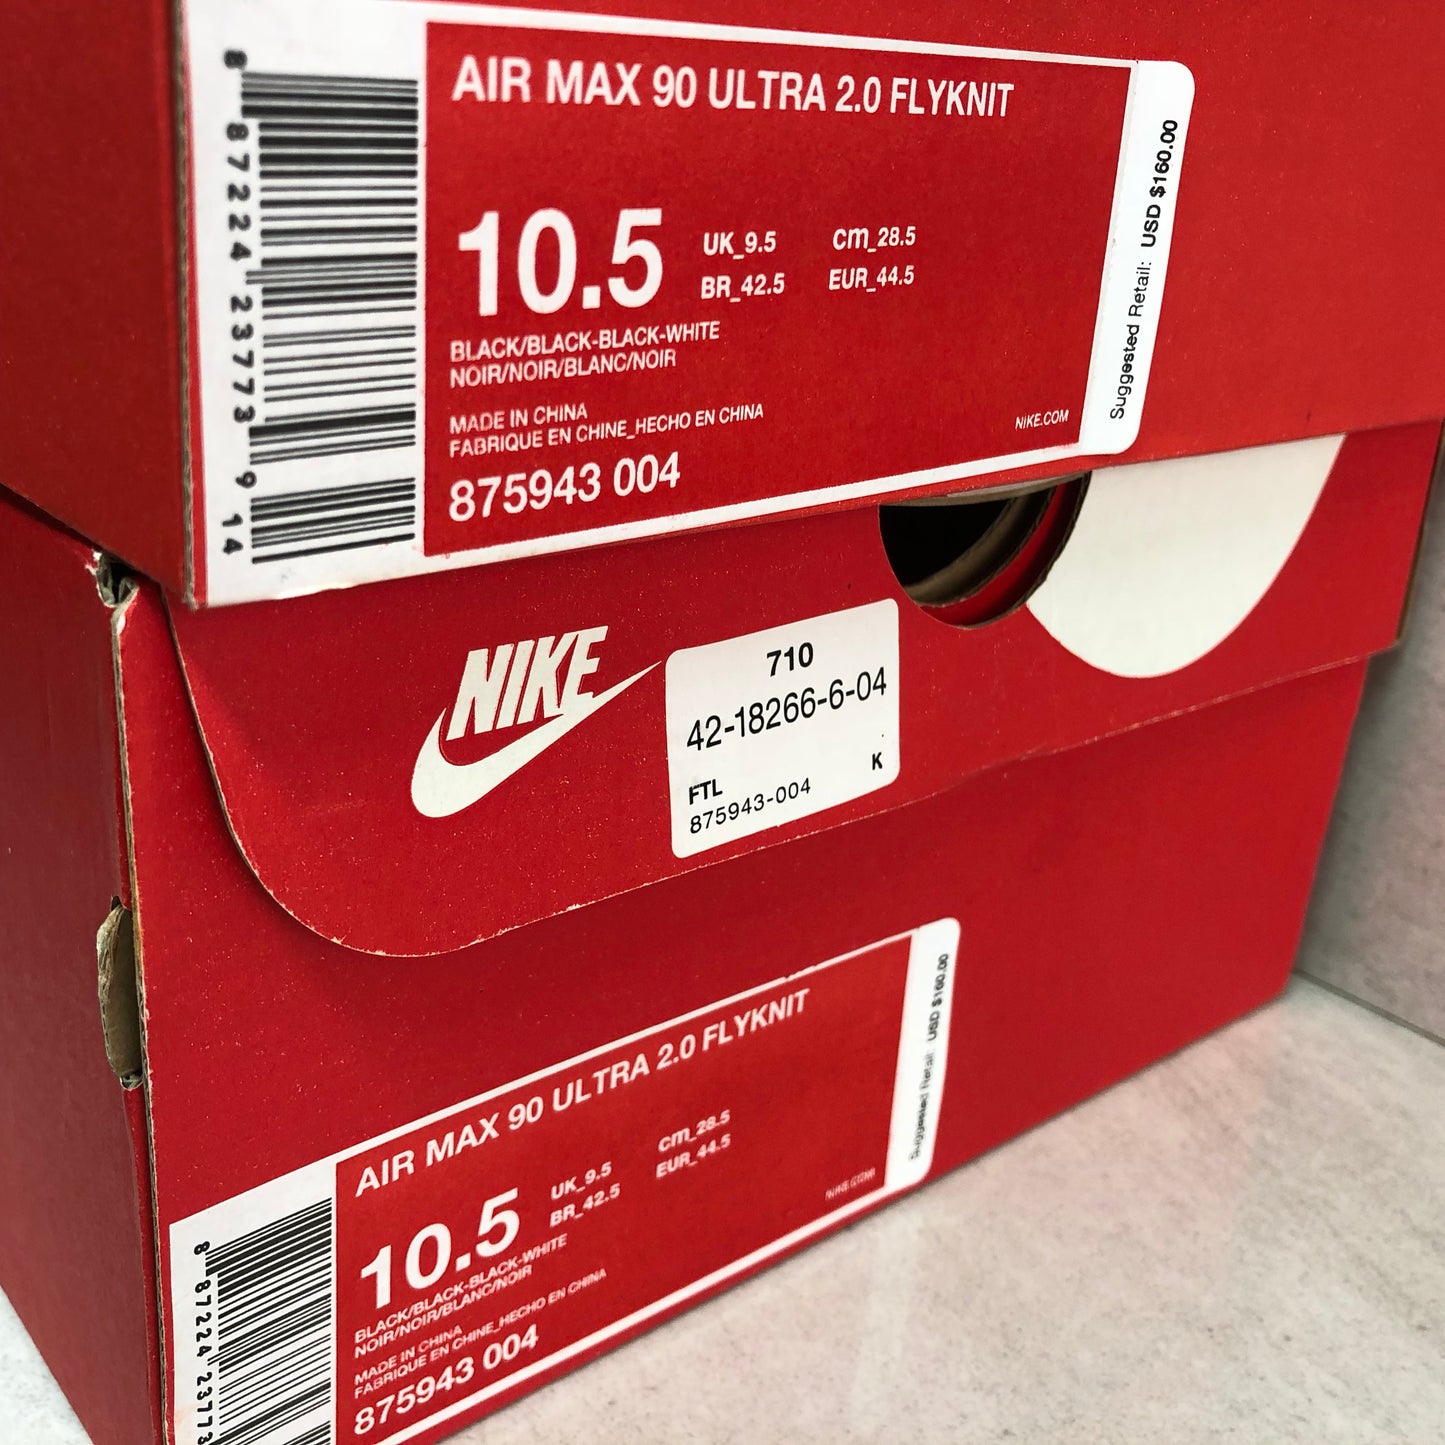 AIR MAX 90 ULTRA 2.0 FLYKNIT
10.5
UK_9.5 cm_28.5
BR_42.5 EUR_44.5
BLACK/BLACK-BLACK-WHITE
NOIR/NOIR/BLANC/NOIR
MADE IN CHINA
FABRIQUE EN CHINE_HECHO EN CHINA
NIKE.COM
875943 004
Suggested Retail: USD $160.00
8 87224 23773 9 14
NIKE
710
42-18266-6-04
K
FTL
875943-004
AIR MAX 90 ULTRA 2.0 FLYKNIT
10.5
UK_9.5 cm_28.5
BR_42.5 EUR_44.5
BLACK/BLACK-BLACK-WHITE
NOIR/NOIR/BLANC/NOIR
MADE IN CHINA
FABRIQUE EN CHINE_HECHO EN CHINA
NIKE.COM
875943 004
Suggested Retail: USD $160.00
8 87224 23773